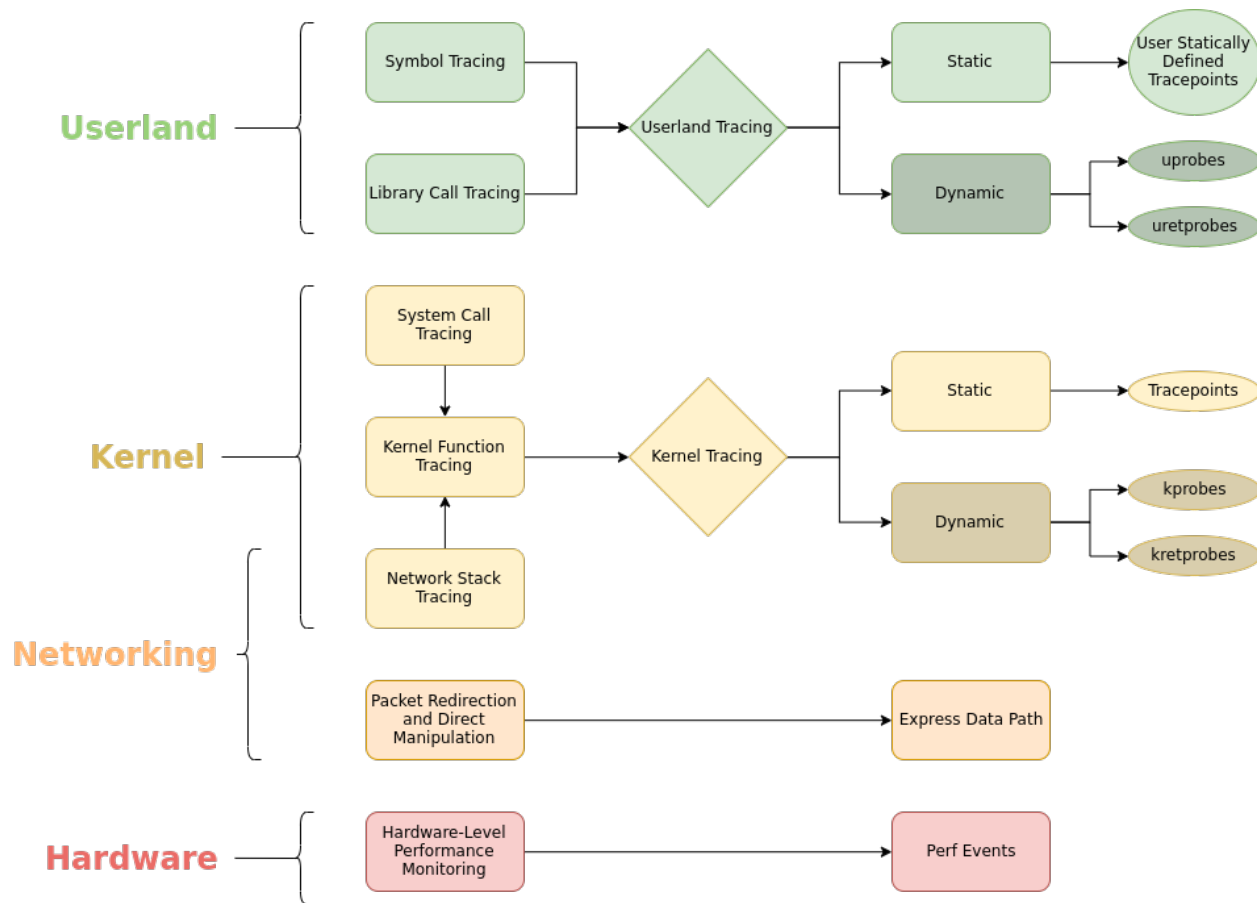 Userland
Symbol Tracing
Library Call Tracing
Userland Tracing
Static
Dynamic
User Statically
Defined
Tracepoints
uprobes
uretprobes
Kernel
System Call
Tracing
Kernel Function
Tracing
Network Stack
Tracing
Kernel Tracing
Static
Dynamic
Tracepoints
kprobes
kretprobes
Networking
Packet Redirection
and Direct
Manipulation
Express Data Path
Hardware
Hardware-Level
Performance
Monitoring
Perf Events